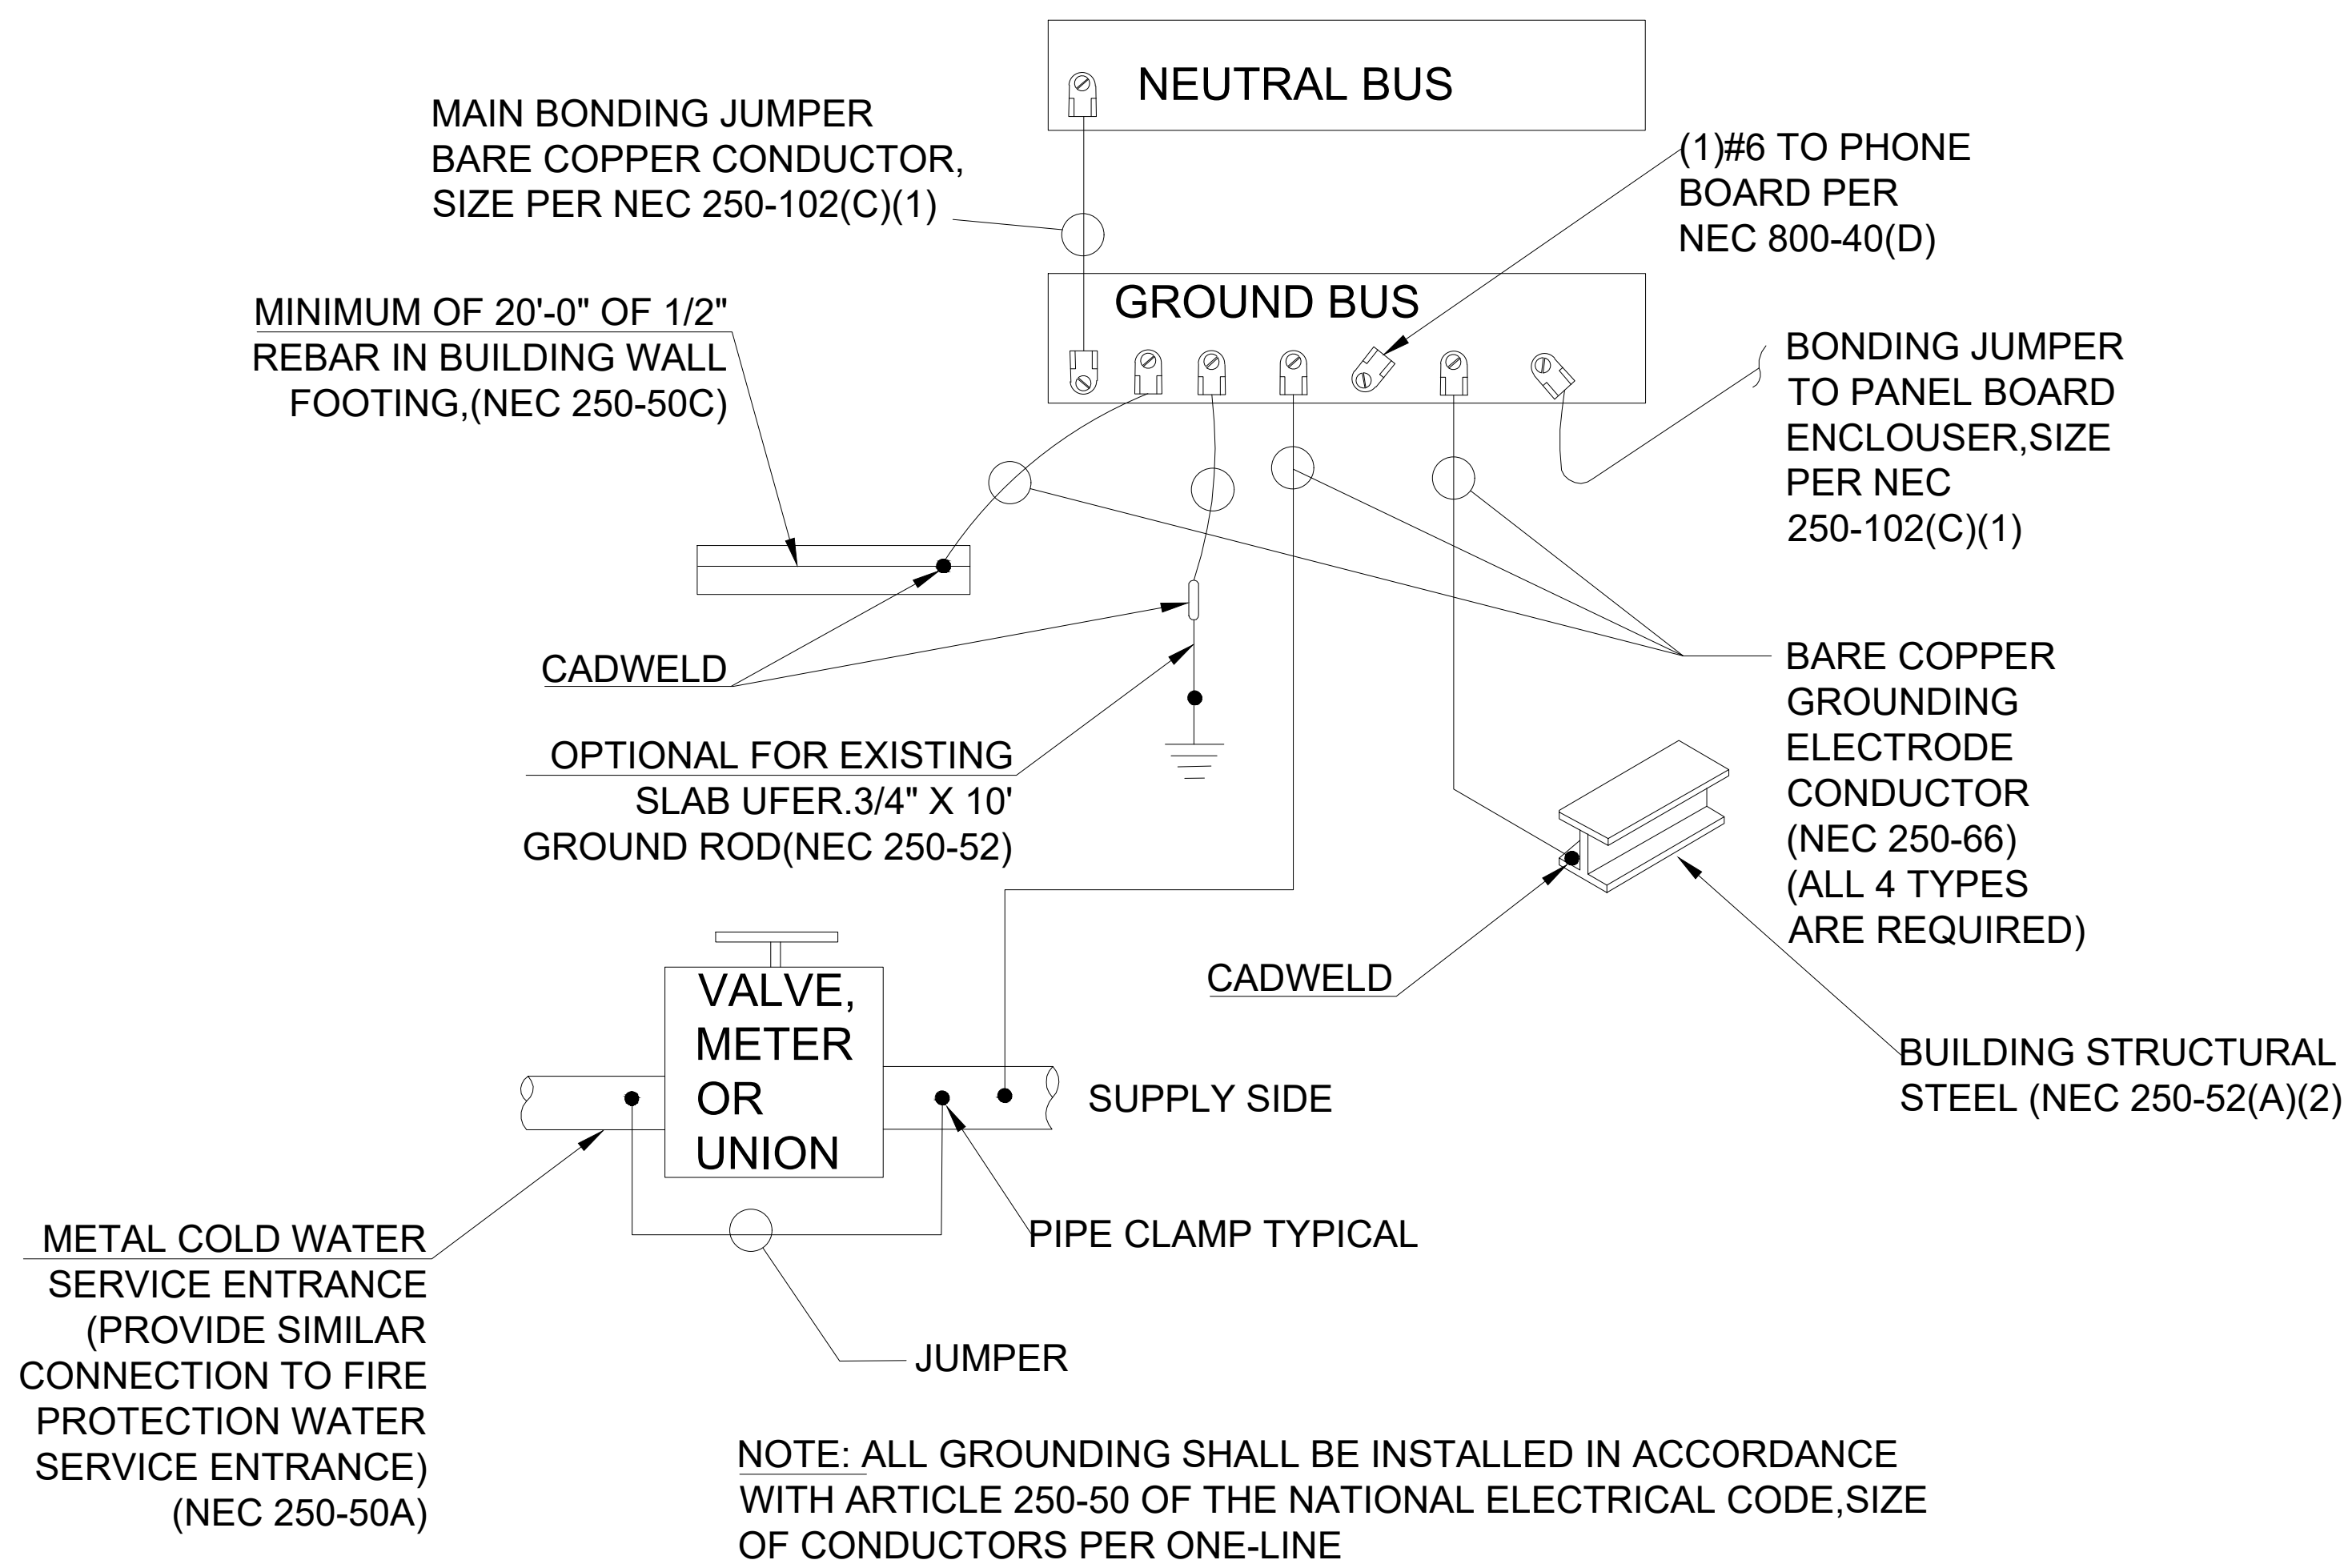 NEUTRAL BUS
MAIN BONDING JUMPER
BARE COPPER CONDUCTOR,
SIZE PER NEC 250-102(C)(1)
(1)#6 TO PHONE
BOARD PER
NEC 800-40(D)
GROUND BUS
MINIMUM OF 20'-0" OF 1/2"
REBAR IN BUILDING WALL
FOOTING,(NEC 250-50C)
BONDING JUMPER
TO PANEL BOARD
ENCLOUSER,SIZE
PER NEC
250-102(C)(1)
CADWELD
OPTIONAL FOR EXISTING
SLAB UFER.3/4" X 10'
GROUND ROD(NEC 250-52)
BARE COPPER
GROUNDING
ELECTRODE
CONDUCTOR
(NEC 250-66)
(ALL 4 TYPES
ARE REQUIRED)
CADWELD
BUILDING STRUCTURAL
STEEL (NEC 250-52(A)(2)
VALVE,
METER
OR
UNION
SUPPLY SIDE
PIPE CLAMP TYPICAL
METAL COLD WATER
SERVICE ENTRANCE
(PROVIDE SIMILAR
CONNECTION TO FIRE
PROTECTION WATER
SERVICE ENTRANCE)
(NEC 250-50A)
JUMPER
NOTE: ALL GROUNDING SHALL BE INSTALLED IN ACCORDANCE
WITH ARTICLE 250-50 OF THE NATIONAL ELECTRICAL CODE,SIZE
OF CONDUCTORS PER ONE-LINE